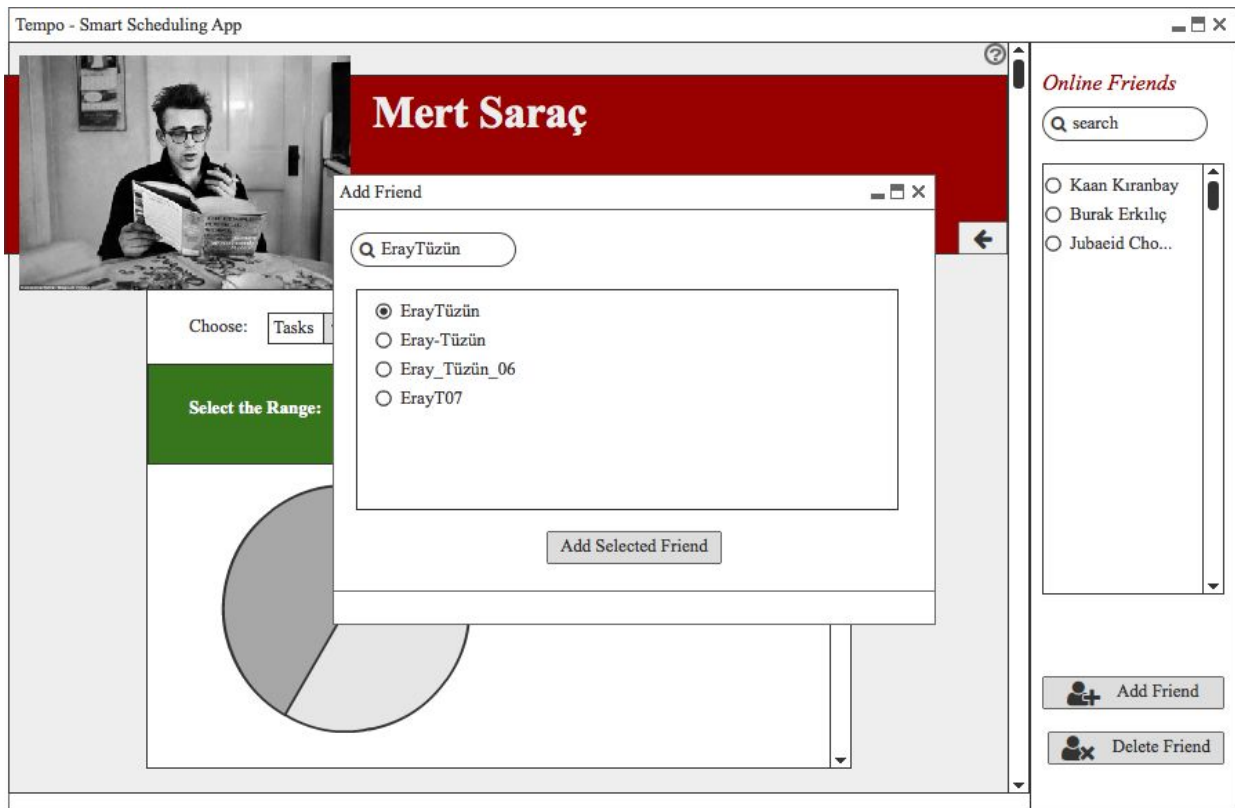 Tempo - Smart Scheduling App
Mert Saraç
Online Friends
search
Kaan Kıranbay
Burak Erkılıç
Jubaeid Cho...
Add Friend
ErayTüzün
ErayTüzün
Eray-Tüzün
Eray_Tüzün_06
ErayT07
Add Selected Friend
Choose: Tasks
Select the Range:
Add Friend
Delete Friend